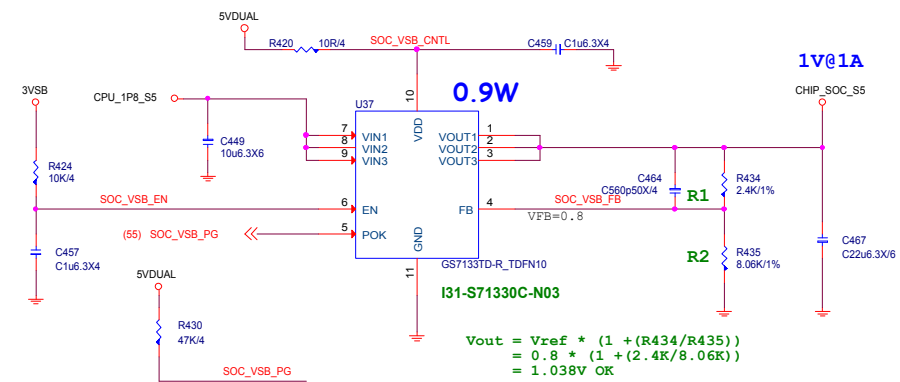 5VDUAL
R420 10R/4 SOC_VSB_CNTL C459 C1u6.3X4
1V@1A
3VSB
CPU_1P8_S5
0.9W
CHIP_SOC_S5
U37
10
7 VIN1 VDD VOUT1 1
8 VIN2 VOUT2 2
9 VIN3 VOUT3 3
C449
10u6.3X6
R424
10K/4
C464
C560p50X/4
R1
R434
2.4K/1%
SOC_VSB_EN 6 EN FB 4 SOC_VSB_FB
VFB=0.8
(55) SOC_VSB_PG 5 POK
GND
11
GS7133TD-R_TDFN10
C457
C1u6.3X4
R2
R435
8.06K/1%
C467
C22u6.3X/6
5VDUAL
I31-S71330C-N03
R430
47K/4
SOC_VSB_PG
Vout = Vref * (1 +(R434/R435))
= 0.8 * (1 +(2.4K/8.06K))
= 1.038V OK